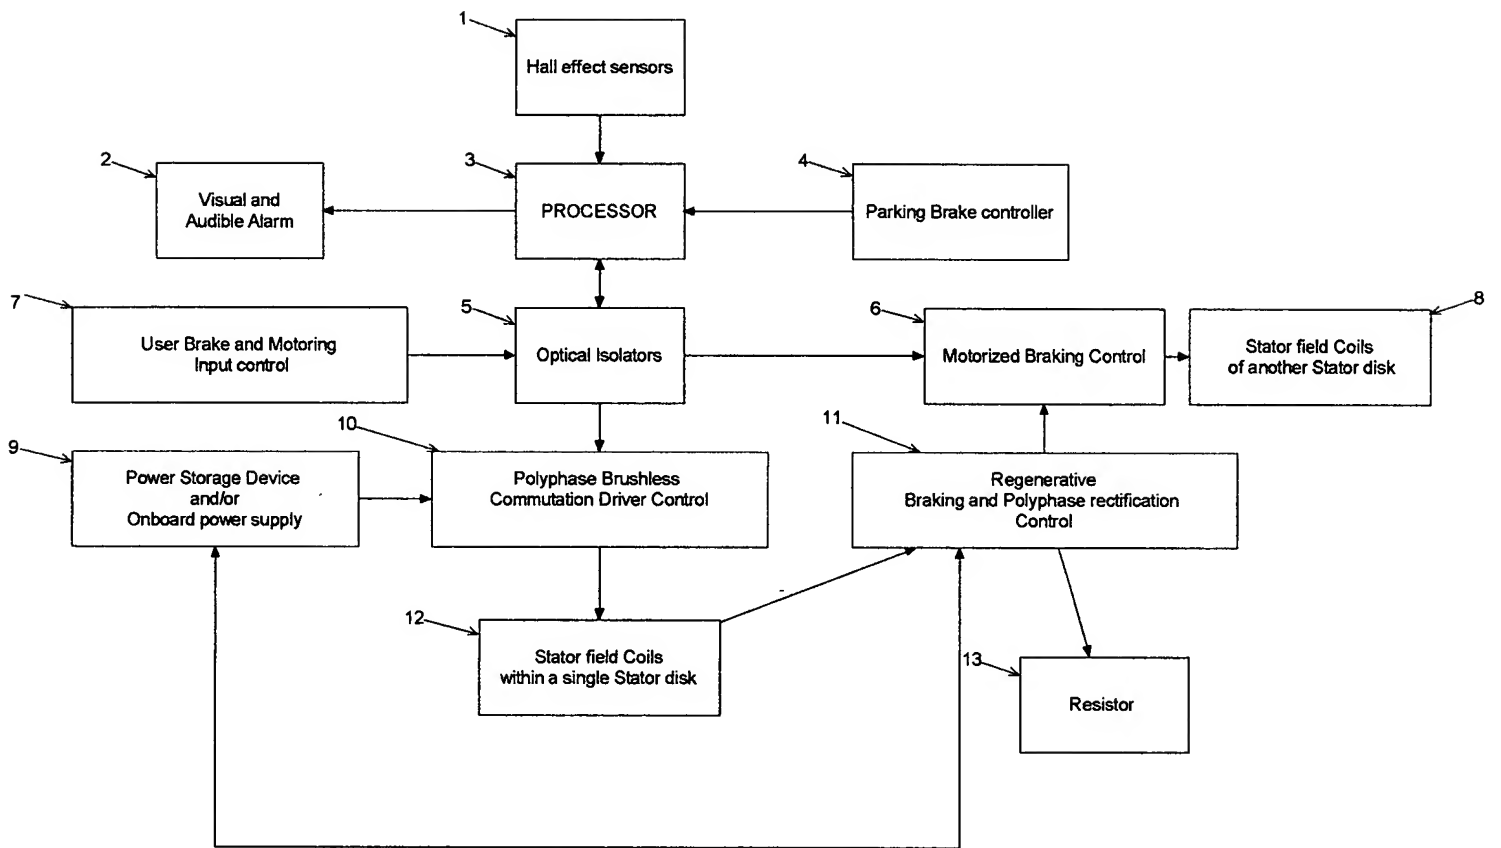 1
Hall effect sensors
2
Visual and
Audible Alarm
3
PROCESSOR
4
Parking Brake controller
7
User Brake and Motoring
Input control
5
Optical Isolators
6
Motorized Braking Control
8
Stator field Coils
of another Stator disk
9
Power Storage Device
and/or
Onboard power supply
10
Polyphase Brushless
Commutation Driver Control
11
Regenerative
Braking and Polyphase rectification
Control
12
Stator field Coils
within a single Stator disk
13
Resistor